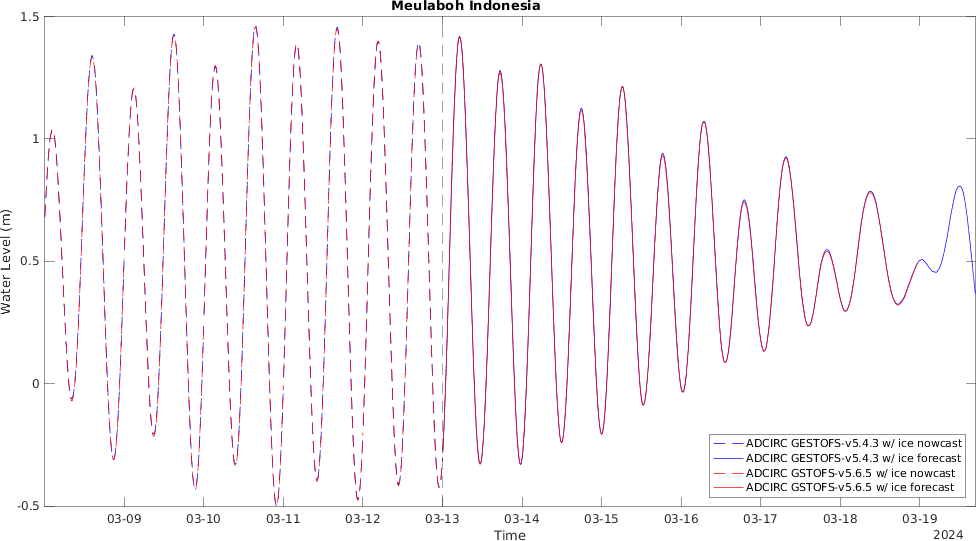 Meulaboh Indonesia
1.5
1
0.5
0
-0.5
Water Level (m)
ADCIRC GESTOFS-v5.4.3 w/ ice nowcast
ADCIRC GESTOFS-v5.4.3 w/ ice forecast
ADCIRC GSTOFS-v5.6.5 w/ ice nowcast
ADCIRC GSTOFS-v5.6.5 w/ ice forecast
03-09 03-10 03-11 03-12 03-13 03-14 03-15 03-16 03-17 03-18 03-19
Time
2024